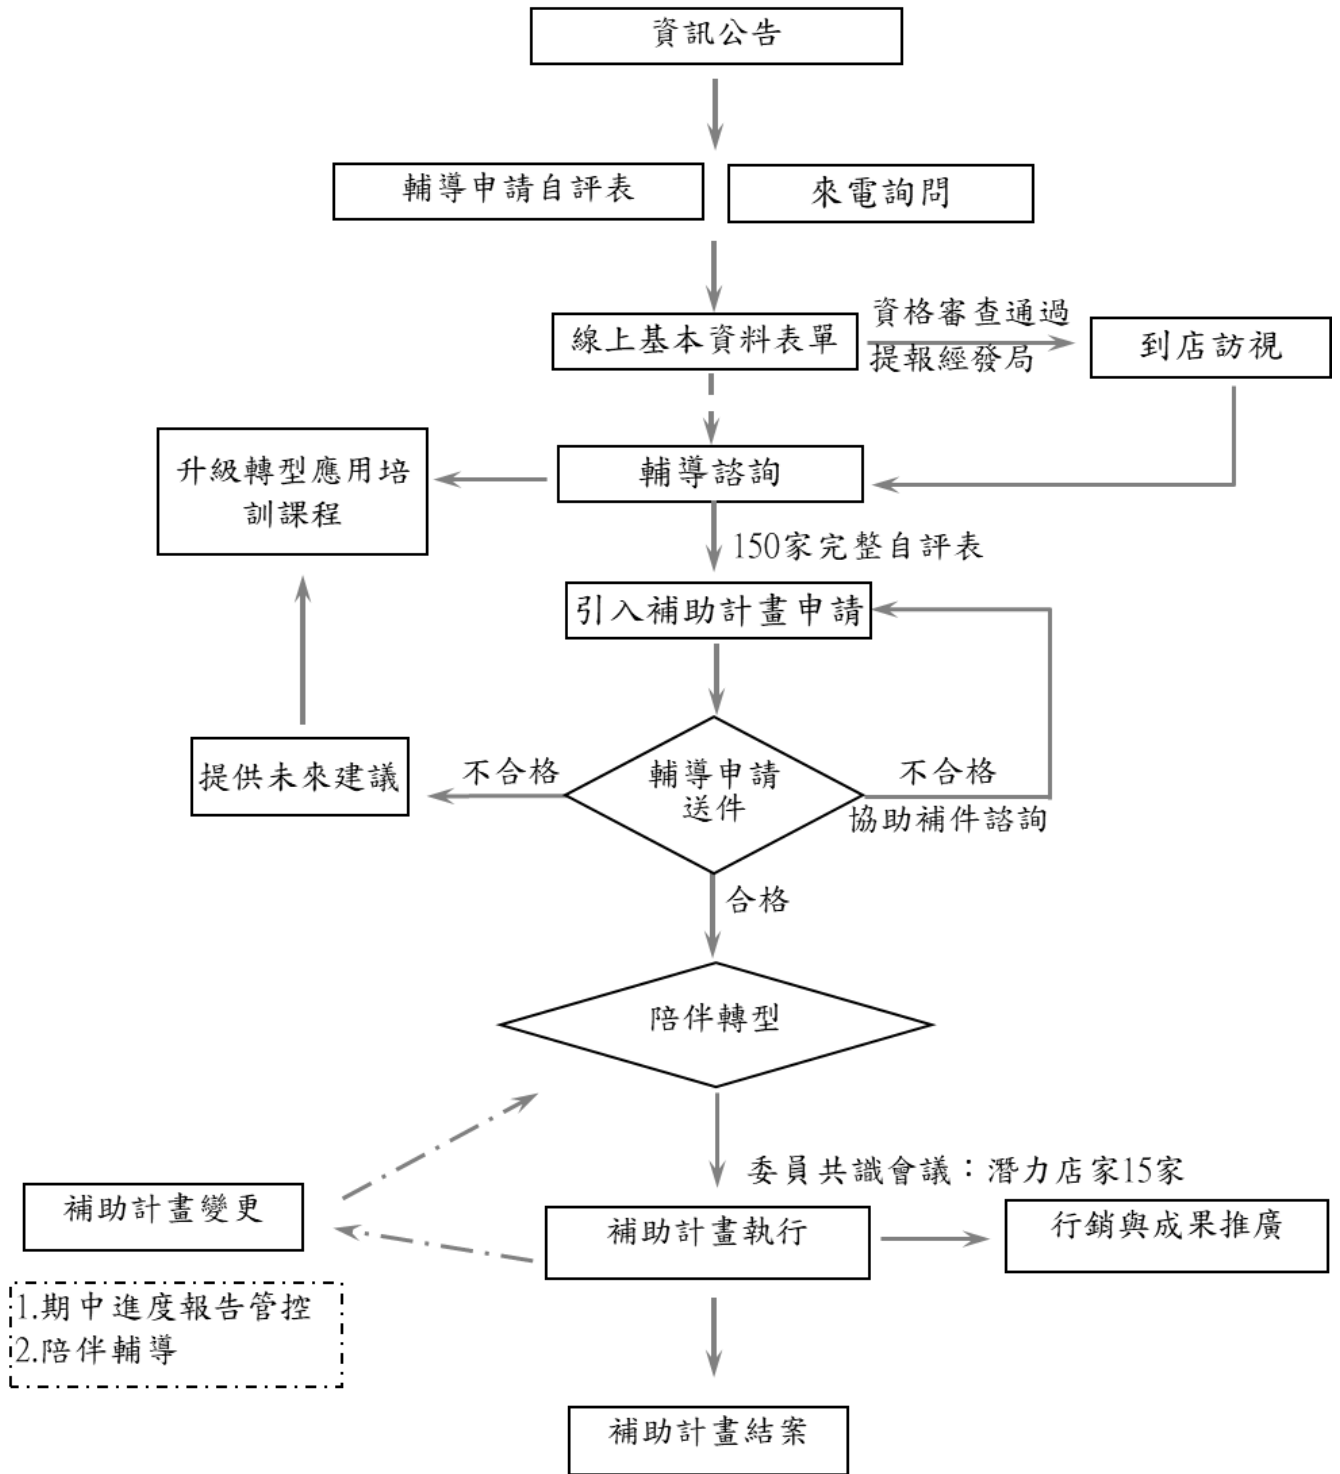 資訊公告
輔導申請自評表
來電詢問
線上基本資料表單
資格審查通過
提報經發局
到店訪視
升級轉型應用培
訓課程
輔導諮詢
150家完整自評表
引入補助計畫申請
提供未來建議
不合格
輔導申請
送件
不合格
協助補件諮詢
合格
陪伴轉型
委員共識會議：潛力店家15家
補助計畫變更
補助計畫執行
行銷與成果推廣
1.期中進度報告管控
2.陪伴輔導
補助計畫結案